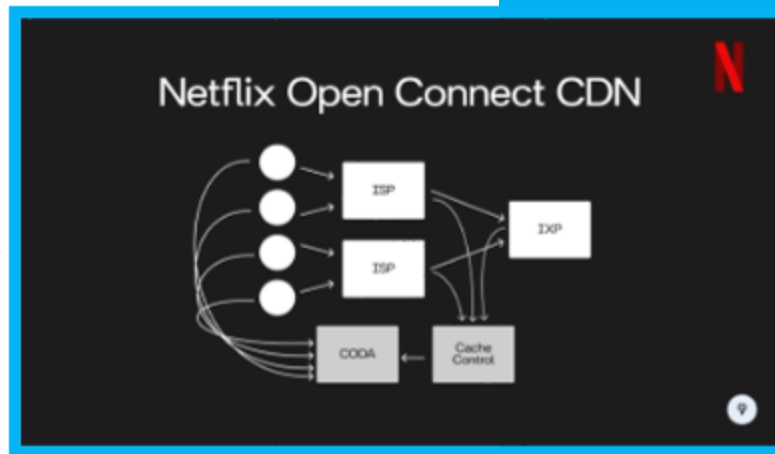 N
Netflix Open Connect CDN
ISP
IXP
ISP
CODA
Cache
Control